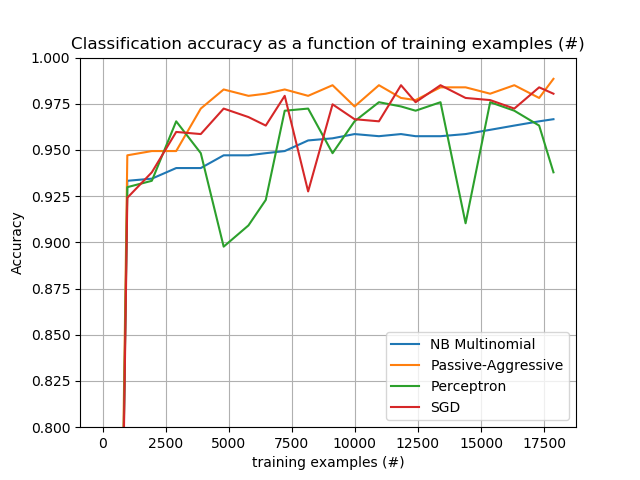 Classification accuracy as a function of training examples (#)
1.000
0.975
0.950
0.925
0.900
0.875
0.850
0.825
0.800
Accuracy
NB Multinomial
Passive-Aggressive
Perceptron
SGD
0 2500 5000 7500 10000 12500 15000 17500
training examples (#)